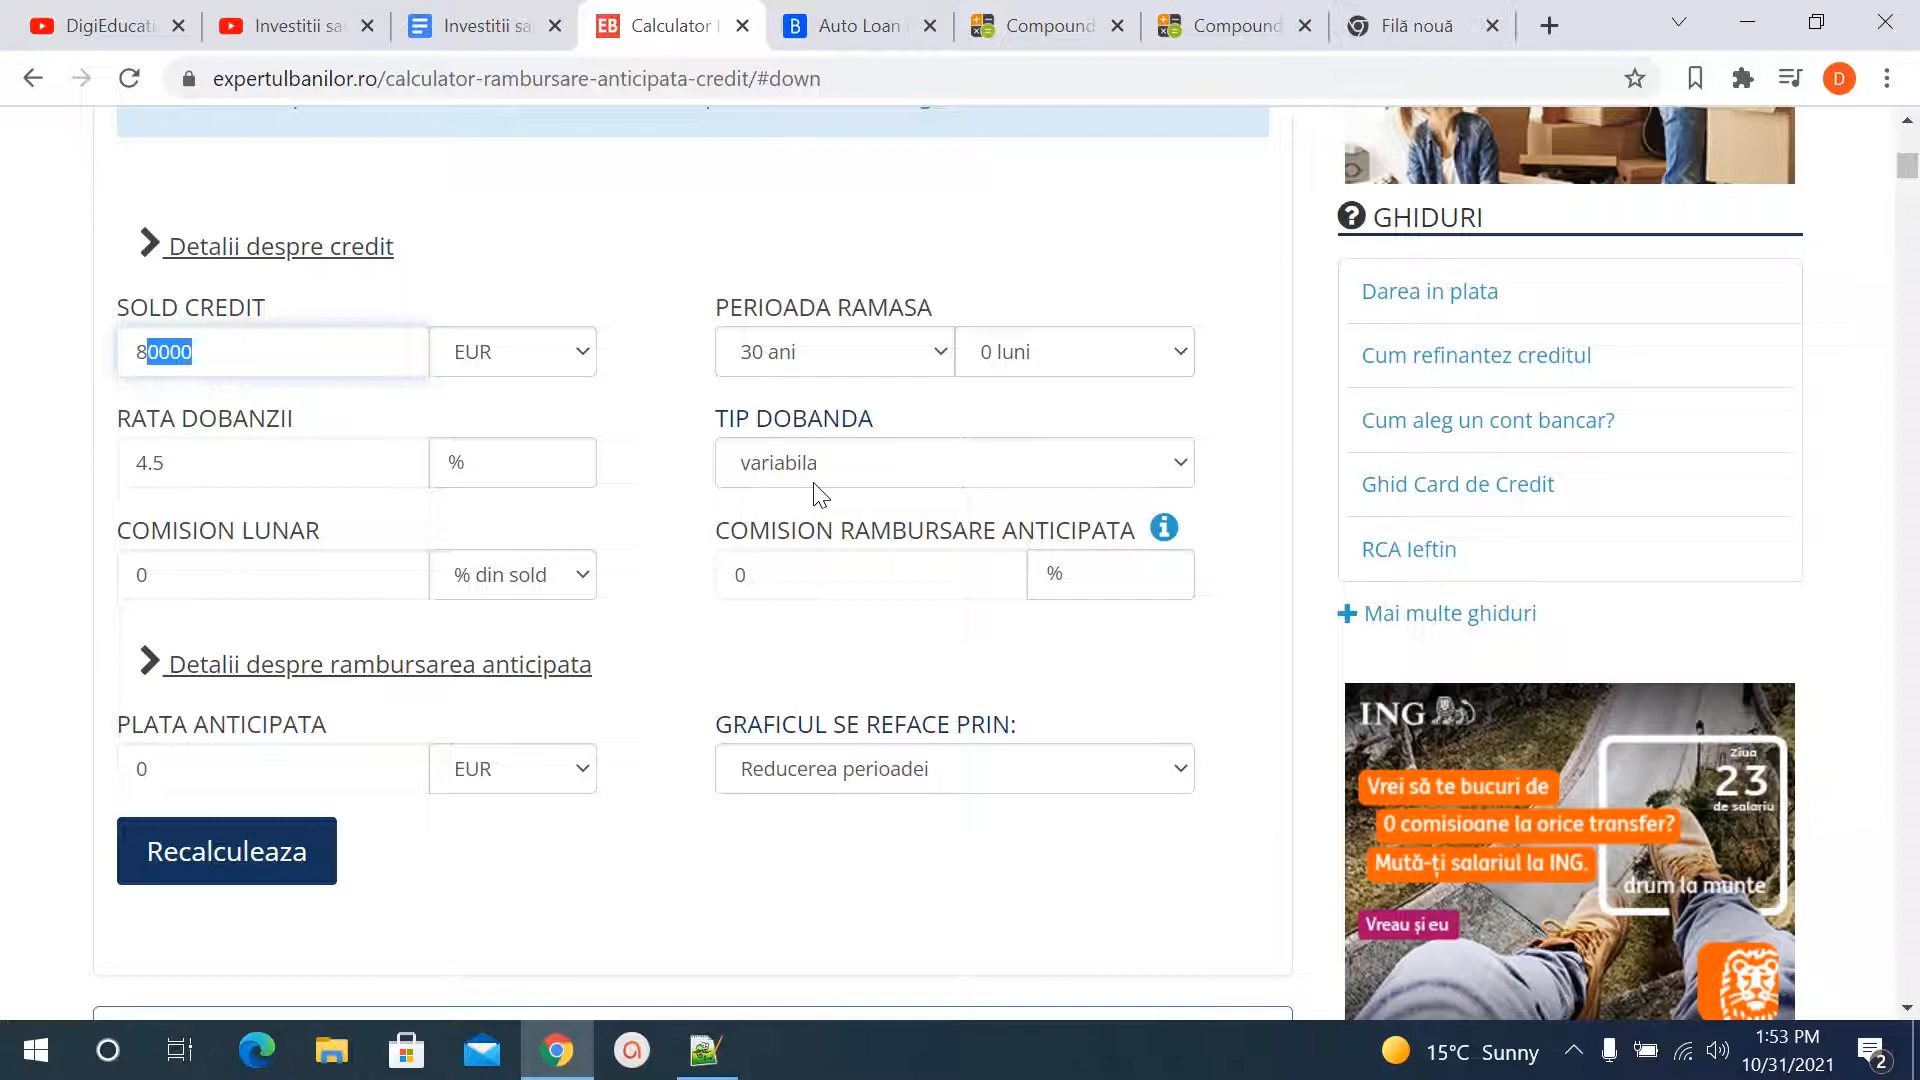 DigiEducati
Investitii sa
Investitii sa
Calculator
Auto Loan
Compound
Compound
Filă nouă
expertulbanilor.ro/calculator-rambursare-anticipata-credit/#down
D
Detalii despre credit
SOLD CREDIT
80000
EUR
PERIOADA RAMASA
30 ani
0 luni
RATA DOBANZII
4.5
%
TIP DOBANDA
variabila
COMISION LUNAR
0
% din sold
COMISION RAMBURSARE ANTICIPATA
0
%
Detalii despre rambursarea anticipata
PLATA ANTICIPATA
0
EUR
GRAFICUL SE REFACE PRIN:
Reducerea perioadei
Recalculeaza
GHIDURI
Darea in plata
Cum refinantez creditul
Cum aleg un cont bancar?
Ghid Card de Credit
RCA Ieftin
Mai multe ghiduri
ING
Ziua
23
de salariu
Vrei să te bucuri de
0 comisioane la orice transfer?
Mută-ți salariul la ING.
drum la munte
Vreau și eu
15°C Sunny
1:53 PM
10/31/2021
2